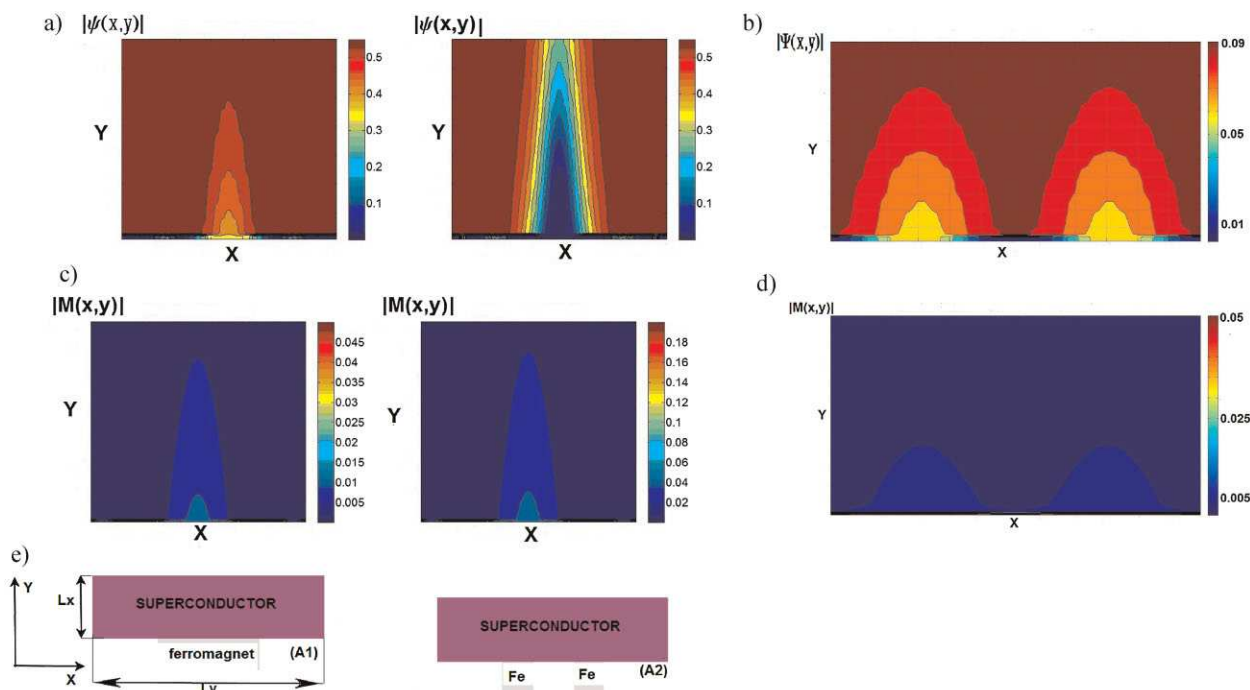 a)
|ψ(x,y)|
Y
X
0.5
0.4
0.3
0.2
0.1
|ψ(x,y)|
Y
X
0.5
0.4
0.3
0.2
0.1
b)
|Ψ(x,y)|
Y
X
0.09
0.05
0.01
c)
|M(x,y)|
Y
X
0.045
0.04
0.035
0.03
0.025
0.02
0.015
0.01
0.005
|M(x,y)|
Y
X
0.18
0.16
0.14
0.12
0.1
0.08
0.06
0.04
0.02
d)
|M(x,y)|
Y
X
0.05
0.025
0.005
e)
Y
X
Lx
SUPERCONDUCTOR
ferromagnet
(A1)
SUPERCONDUCTOR
Fe
Fe
(A2)